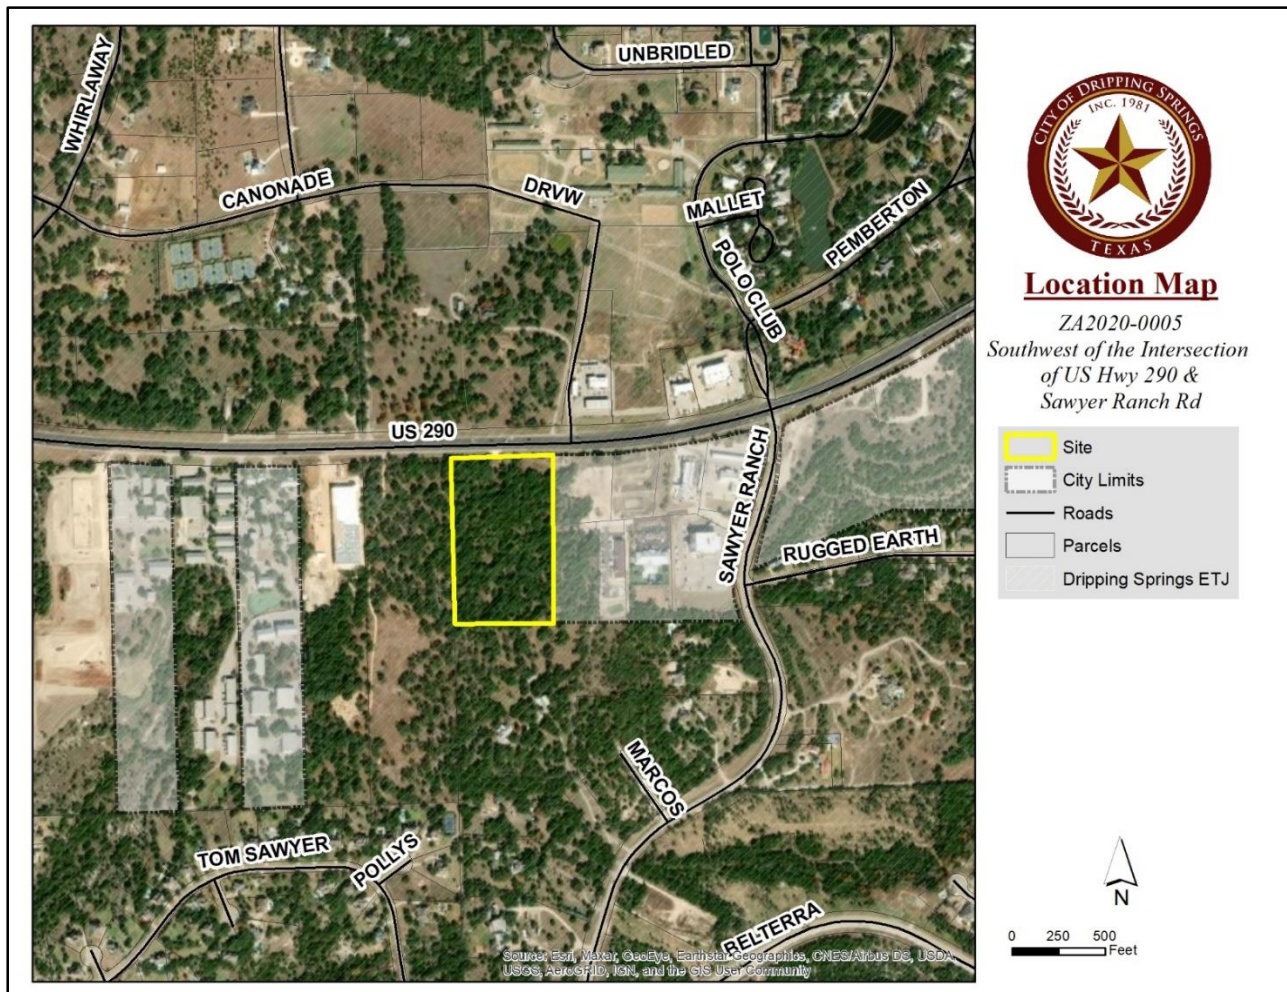 UNBRIDLED
WHIRLAWAY
CANONADE
DRVW
MALLET
PEMBERTON
POLO CLUB
US 290
SAWYER RANCH
RUGGED EARTH
MARCOS
TOM SAWYER
POLLYS
BELTERRA
Source: Esri, Maxar, GeoEye, Earthstar Geographics, CNES/Airbus DS, USDA,
USGS, AeroGRID, IGN, and the GIS User Community
CITY OF DRIPPING SPRINGS
INC. 1981
TEXAS
Location Map
ZA2020-0005
Southwest of the Intersection
of US Hwy 290 &
Sawyer Ranch Rd
Site
City Limits
Roads
Parcels
Dripping Springs ETJ
N
0 250 500
Feet